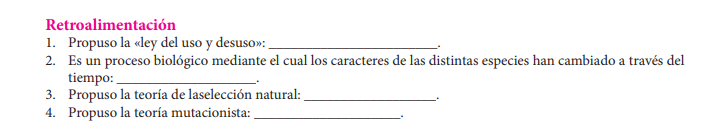 Retroalimentación
1. Propuso la «ley del uso y desuso»: ________________________.
2. Es un proceso biológico mediante el cual los caracteres de las distintas especies han cambiado a través del
tiempo: ____________________.
3. Propuso la teoría de laselección natural: ___________________.
4. Propuso la teoría mutacionista: _____________________.